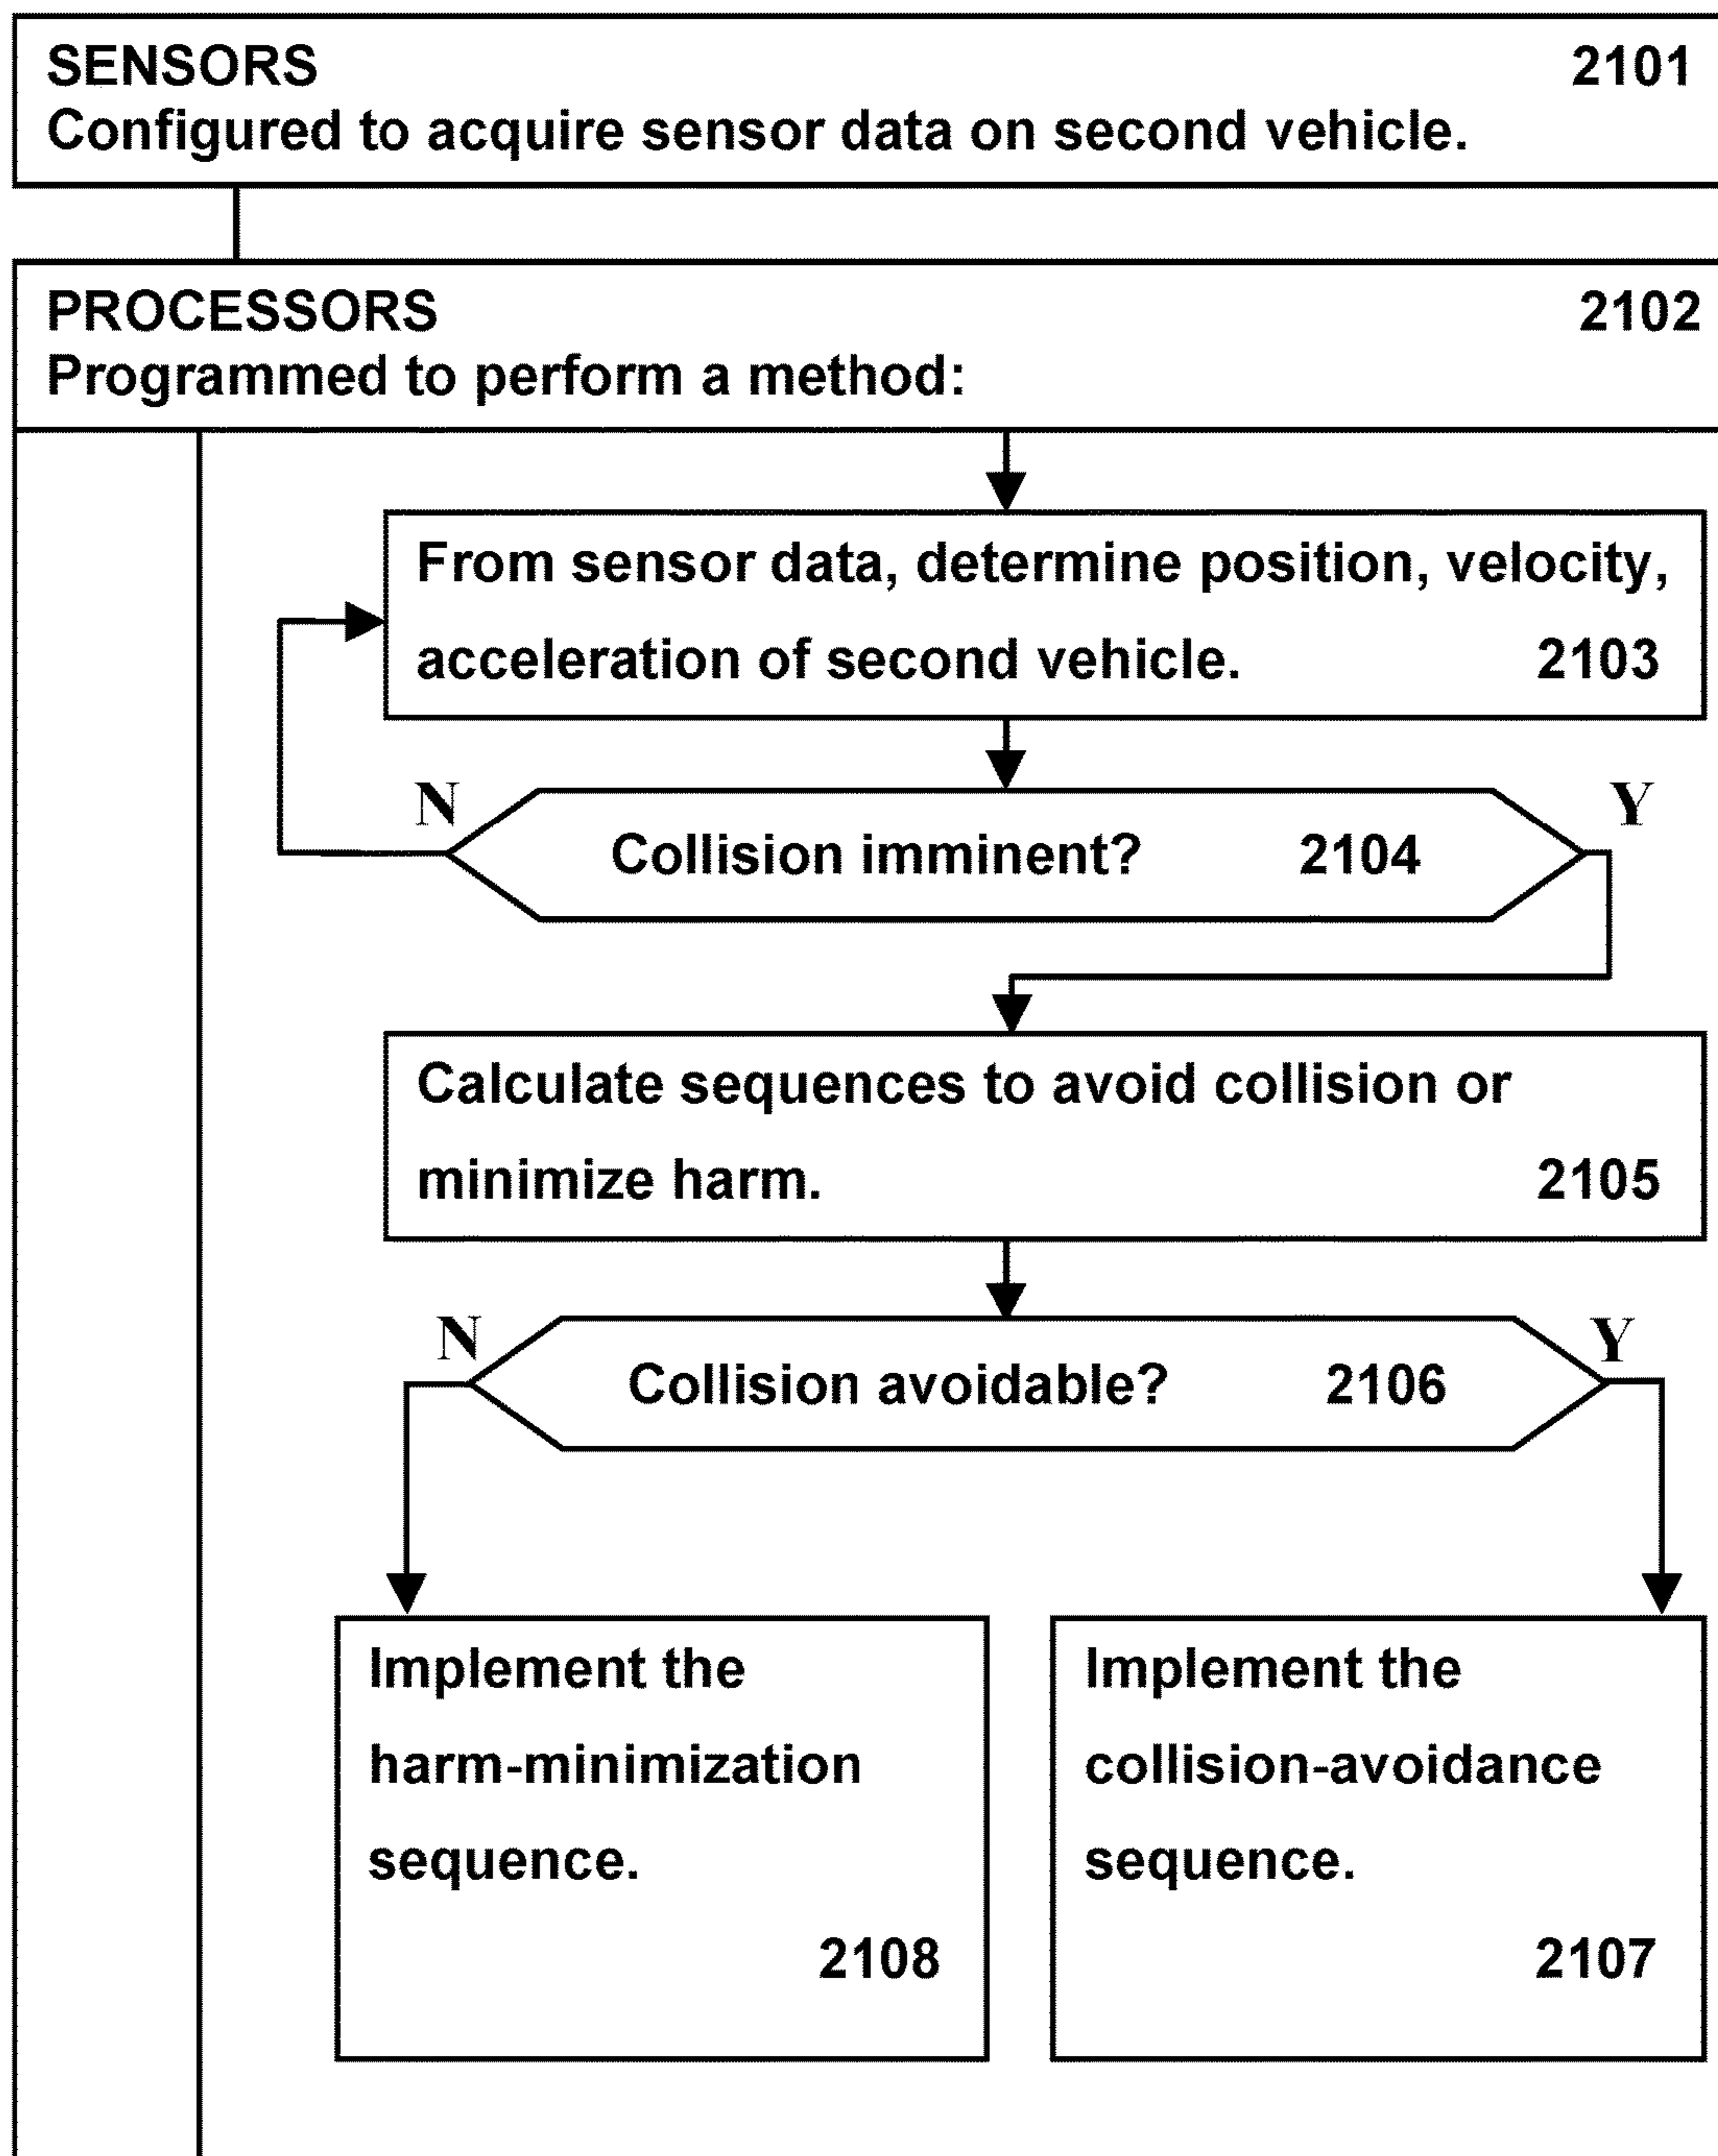 SENSORS 2101
Configured to acquire sensor data on second vehicle.
PROCESSORS 2102
Programmed to perform a method:
From sensor data, determine position, velocity,
acceleration of second vehicle. 2103
N Y
Collision imminent? 2104
Calculate sequences to avoid collision or
minimize harm. 2105
N Y
Collision avoidable? 2106
Implement the
harm-minimization
sequence.
2108
Implement the
collision-avoidance
sequence.
2107